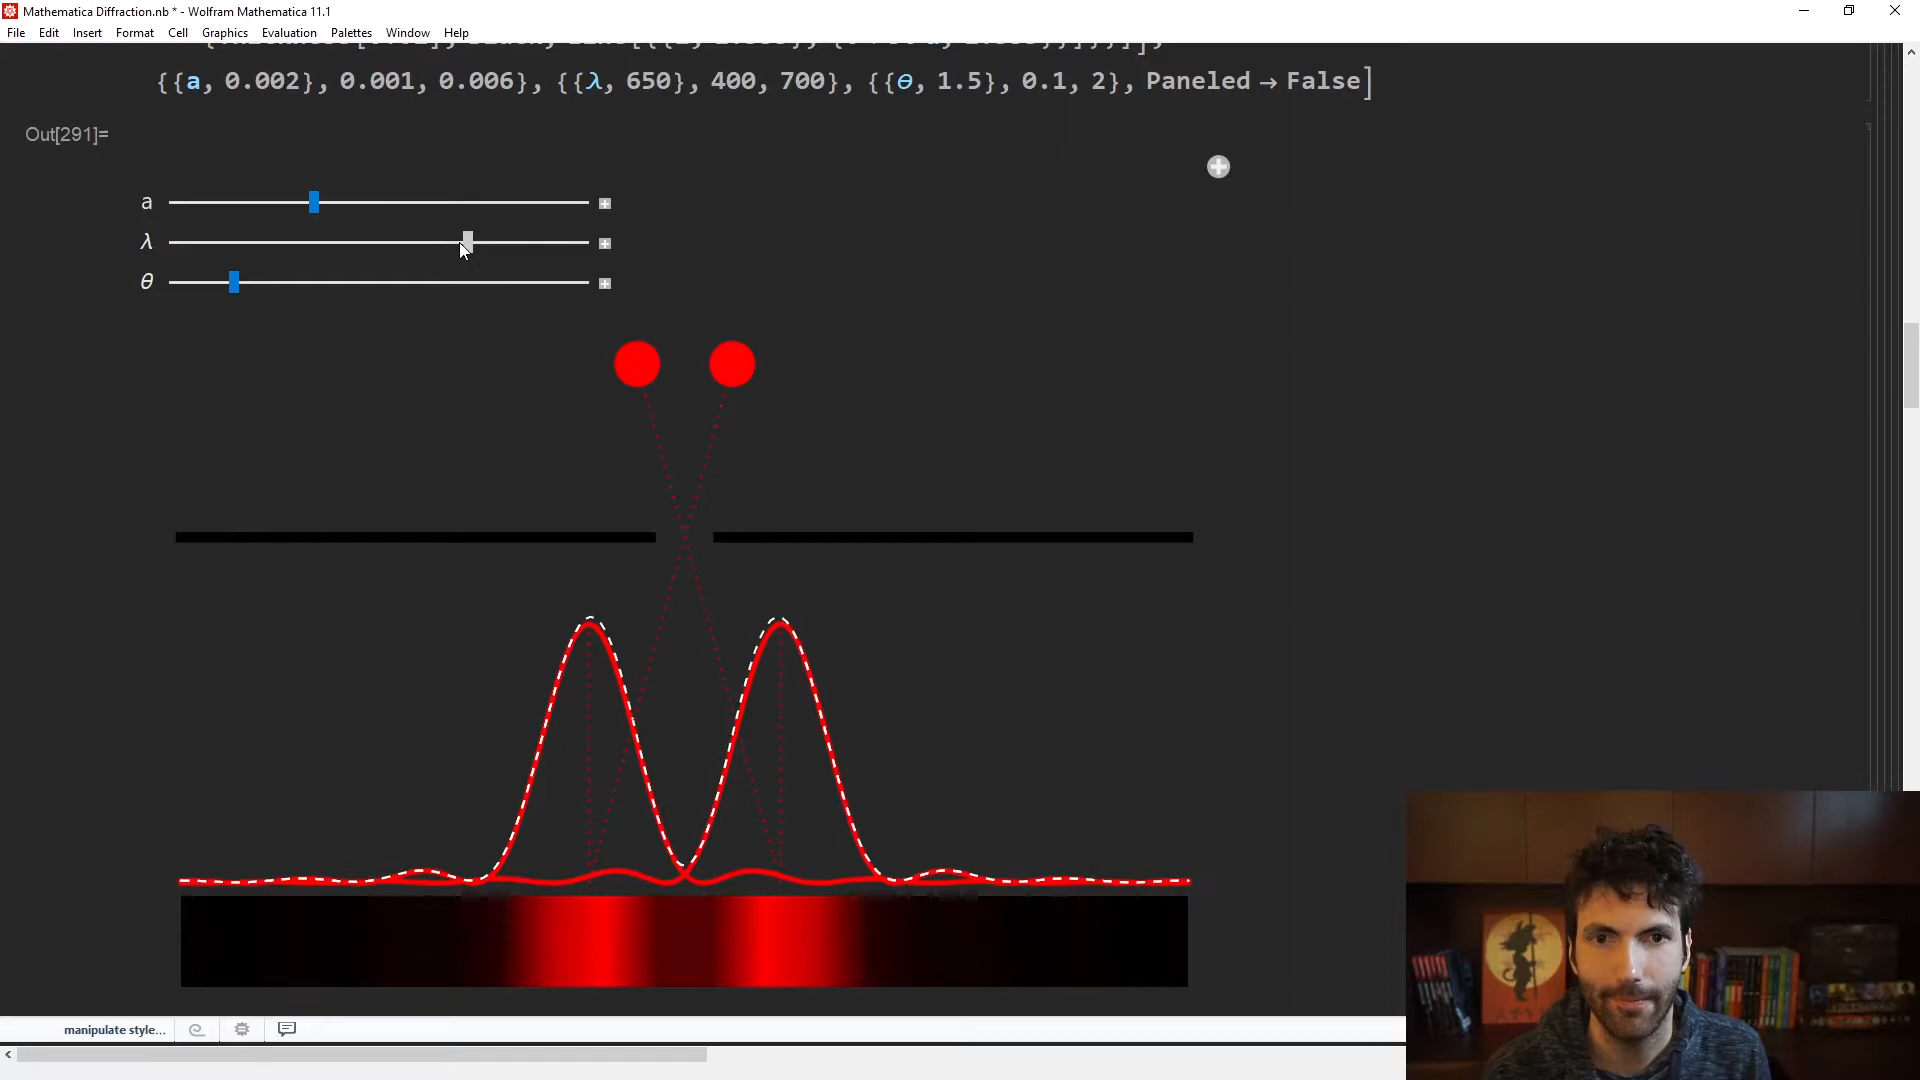 Mathematica Diffraction.nb * - Wolfram Mathematica 11.1
File Edit Insert Format Cell Graphics Evaluation Palettes Window Help
{{a, 0.002}, 0.001, 0.006}, {{λ, 650}, 400, 700}, {{θ, 1.5}, 0.1, 2}, Paneled → False]
Out[291]=
a
λ
θ
manipulate style...